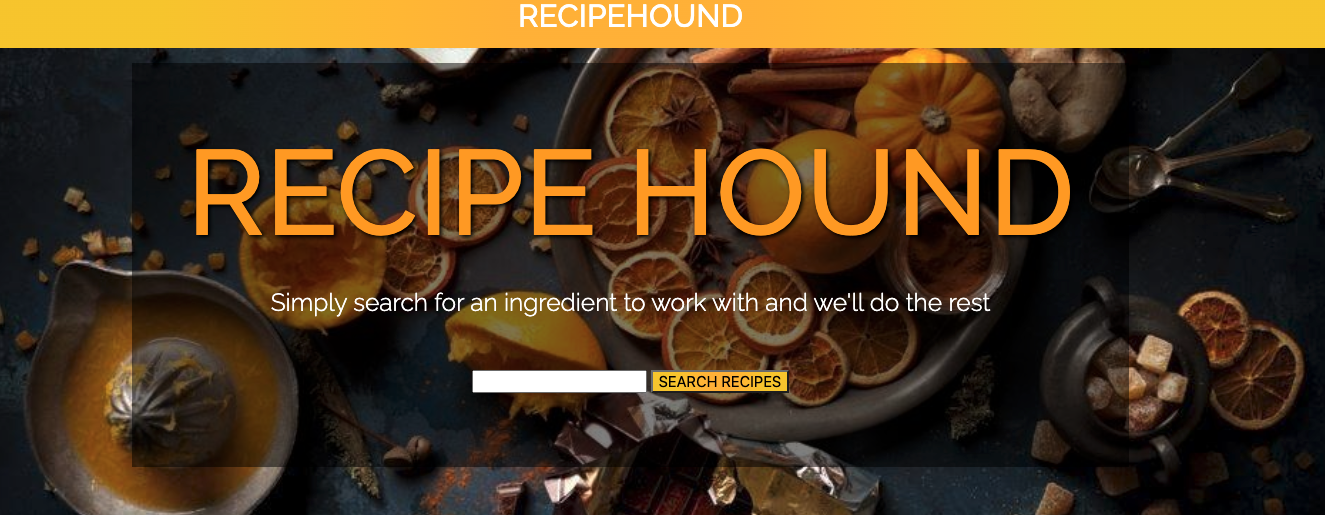 RECIPEHOUND
RECIPE HOUND
Simply search for an ingredient to work with and we'll do the rest
SEARCH RECIPES